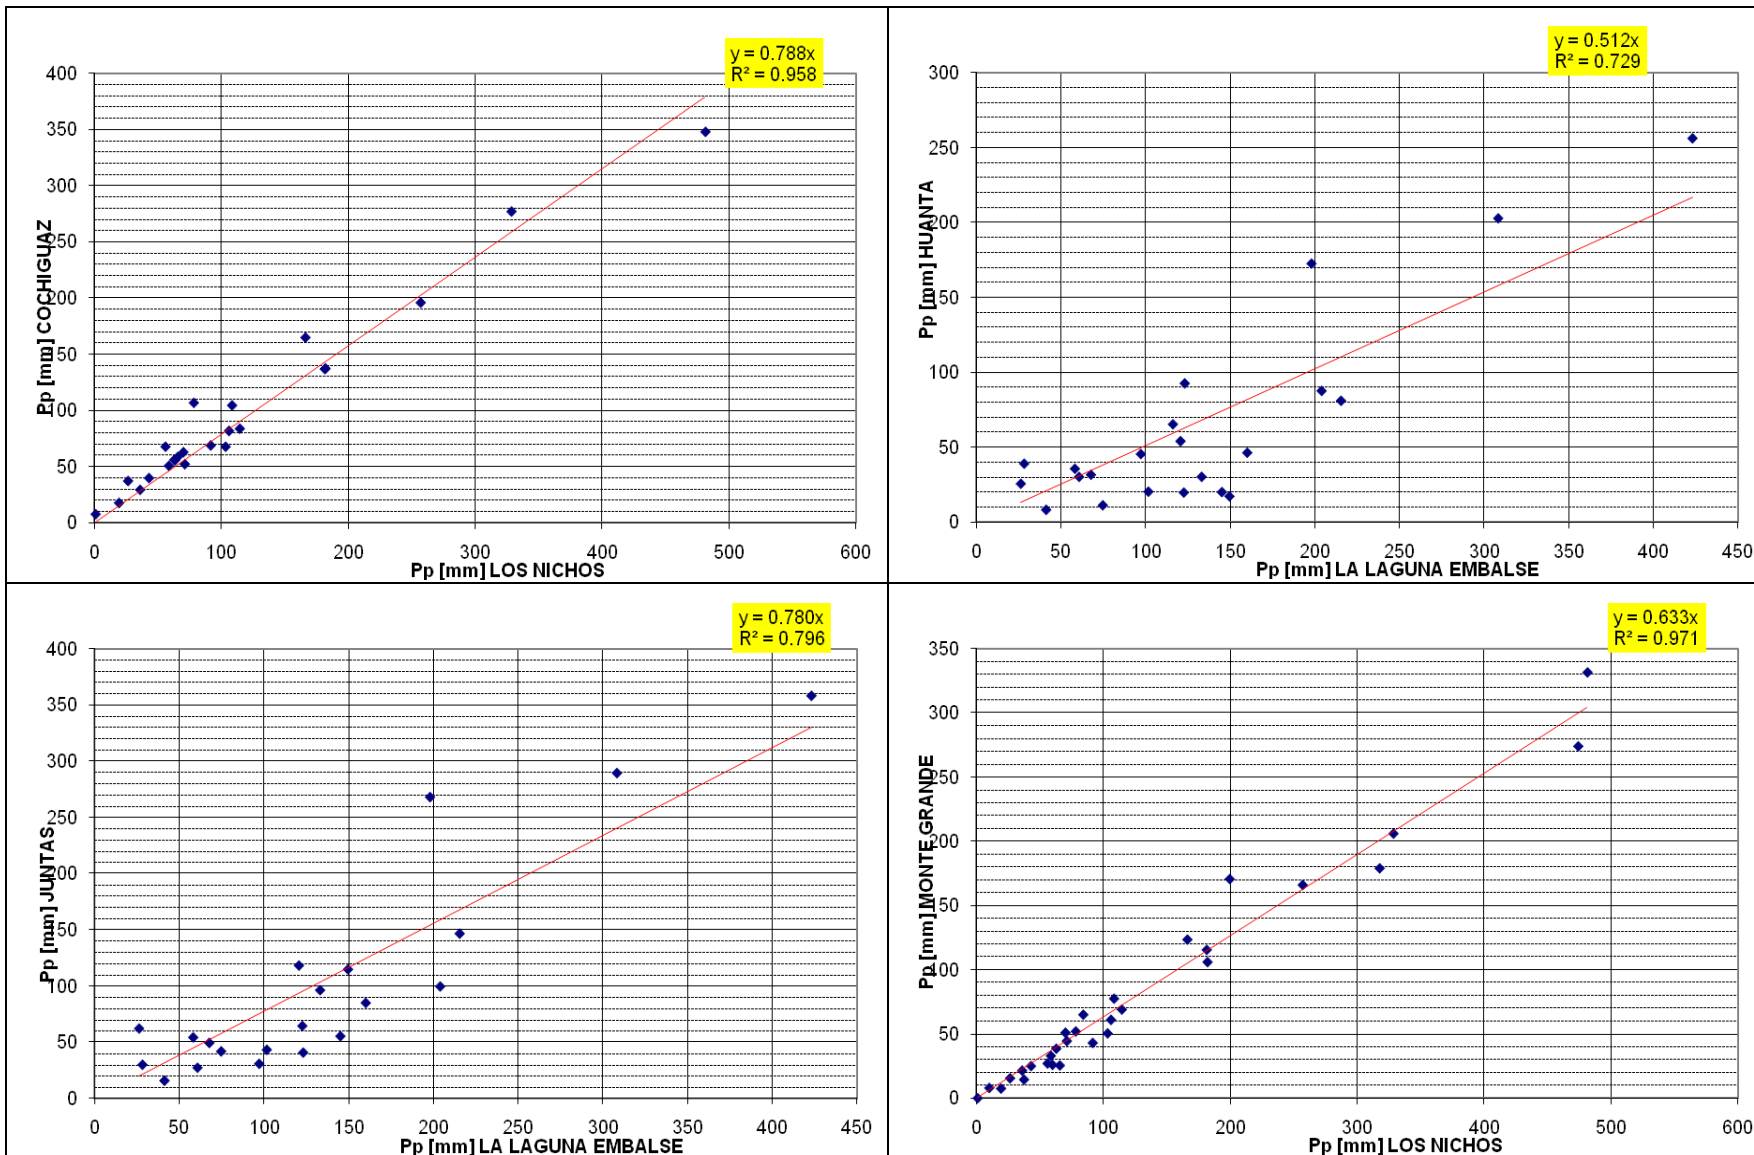 y = 0.788x
R² = 0.958
400
350
300
250
200
150
100
50
0
Pp [mm] COCHIGUAZ
0 100 200 300 400 500 600
Pp [mm] LOS NICHOS
y = 0.512x
R² = 0.729
300
250
200
150
100
50
0
Pp [mm] HUANTA
0 50 100 150 200 250 300 350 400 450
Pp [mm] LA LAGUNA EMBALSE
y = 0.780x
R² = 0.796
400
350
300
250
200
150
100
50
0
Pp [mm] JUNTAS
0 50 100 150 200 250 300 350 400 450
Pp [mm] LA LAGUNA EMBALSE
y = 0.633x
R² = 0.971
350
300
250
200
150
100
50
0
Pp [mm] MONTE GRANDE
0 100 200 300 400 500 600
Pp [mm] LOS NICHOS